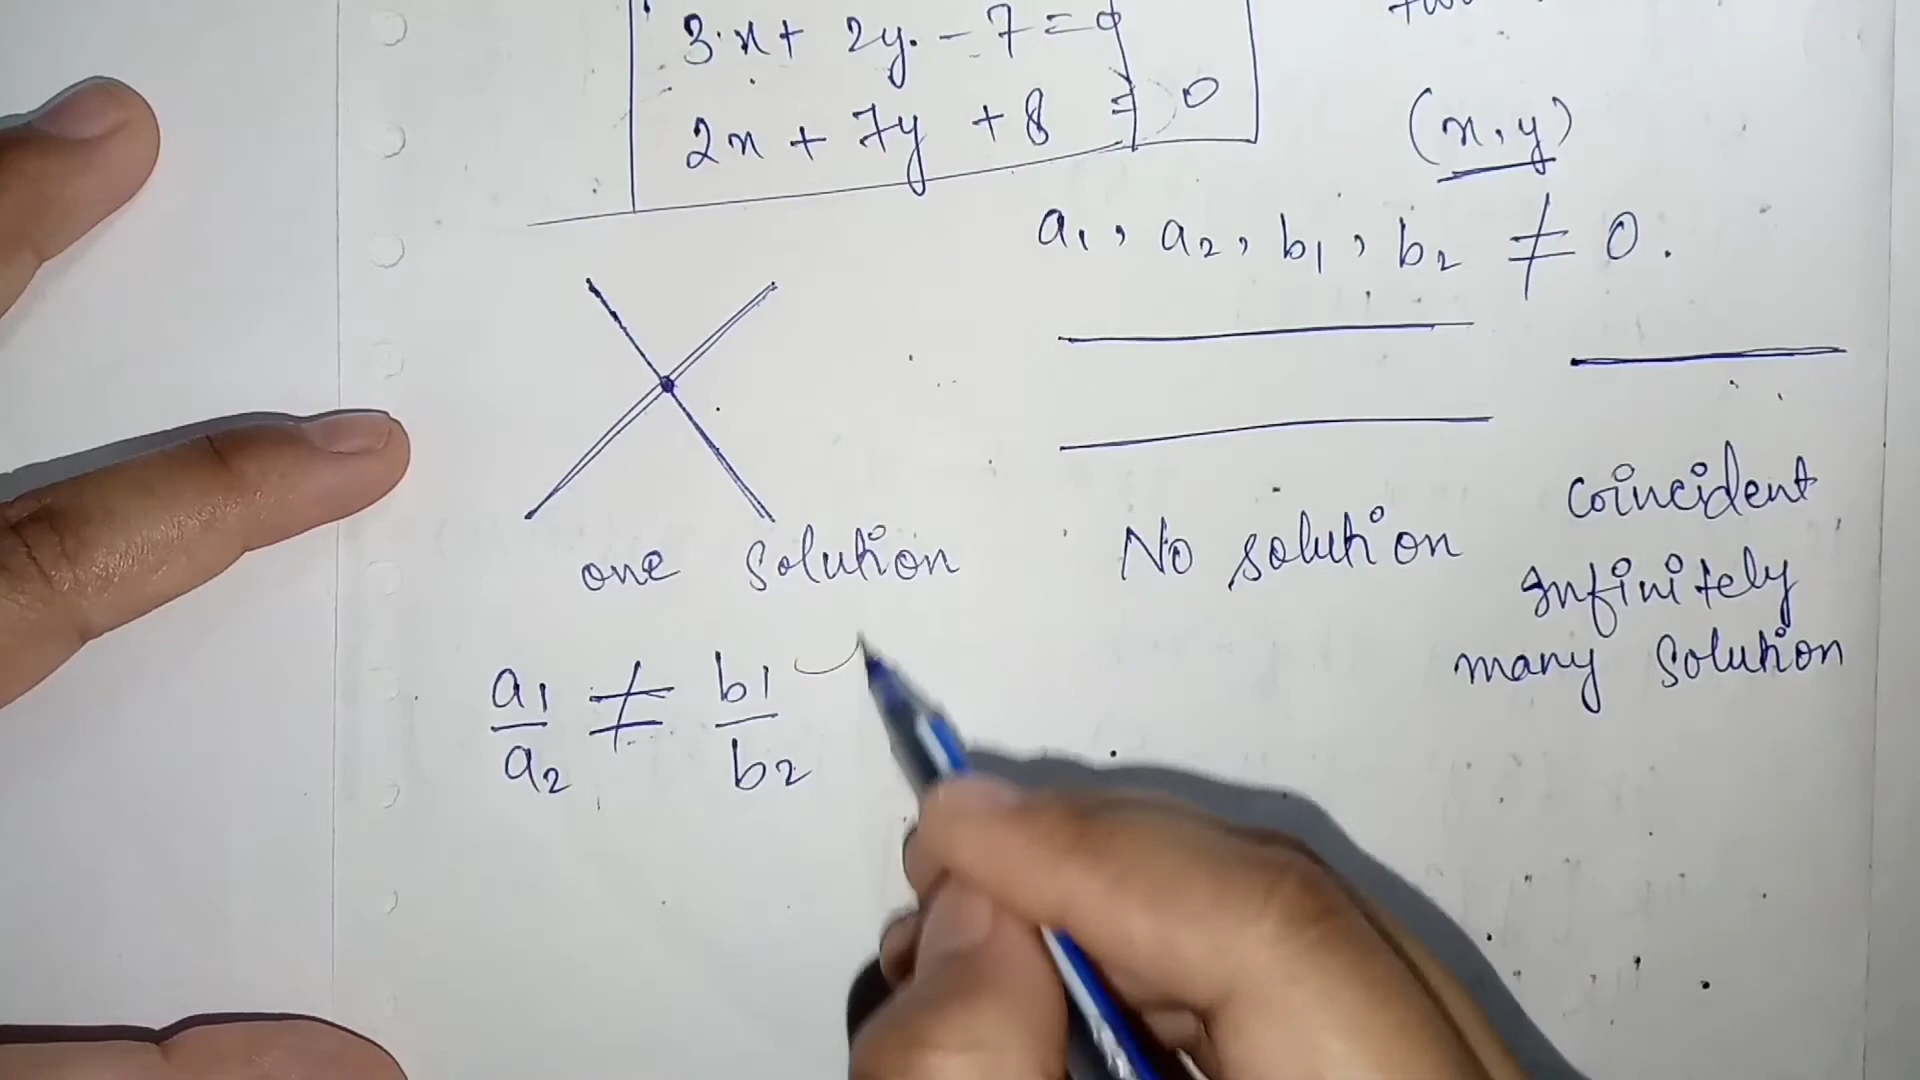 3x + 2y - 7 = 0
2x + 7y + 8 = 0
(x, y)
a₁, a₂, b₁, b₂ ≠ 0.
one solution
No solution
Coincident
Infinitely
many solution
a₁/a₂ ≠ b₁/b₂